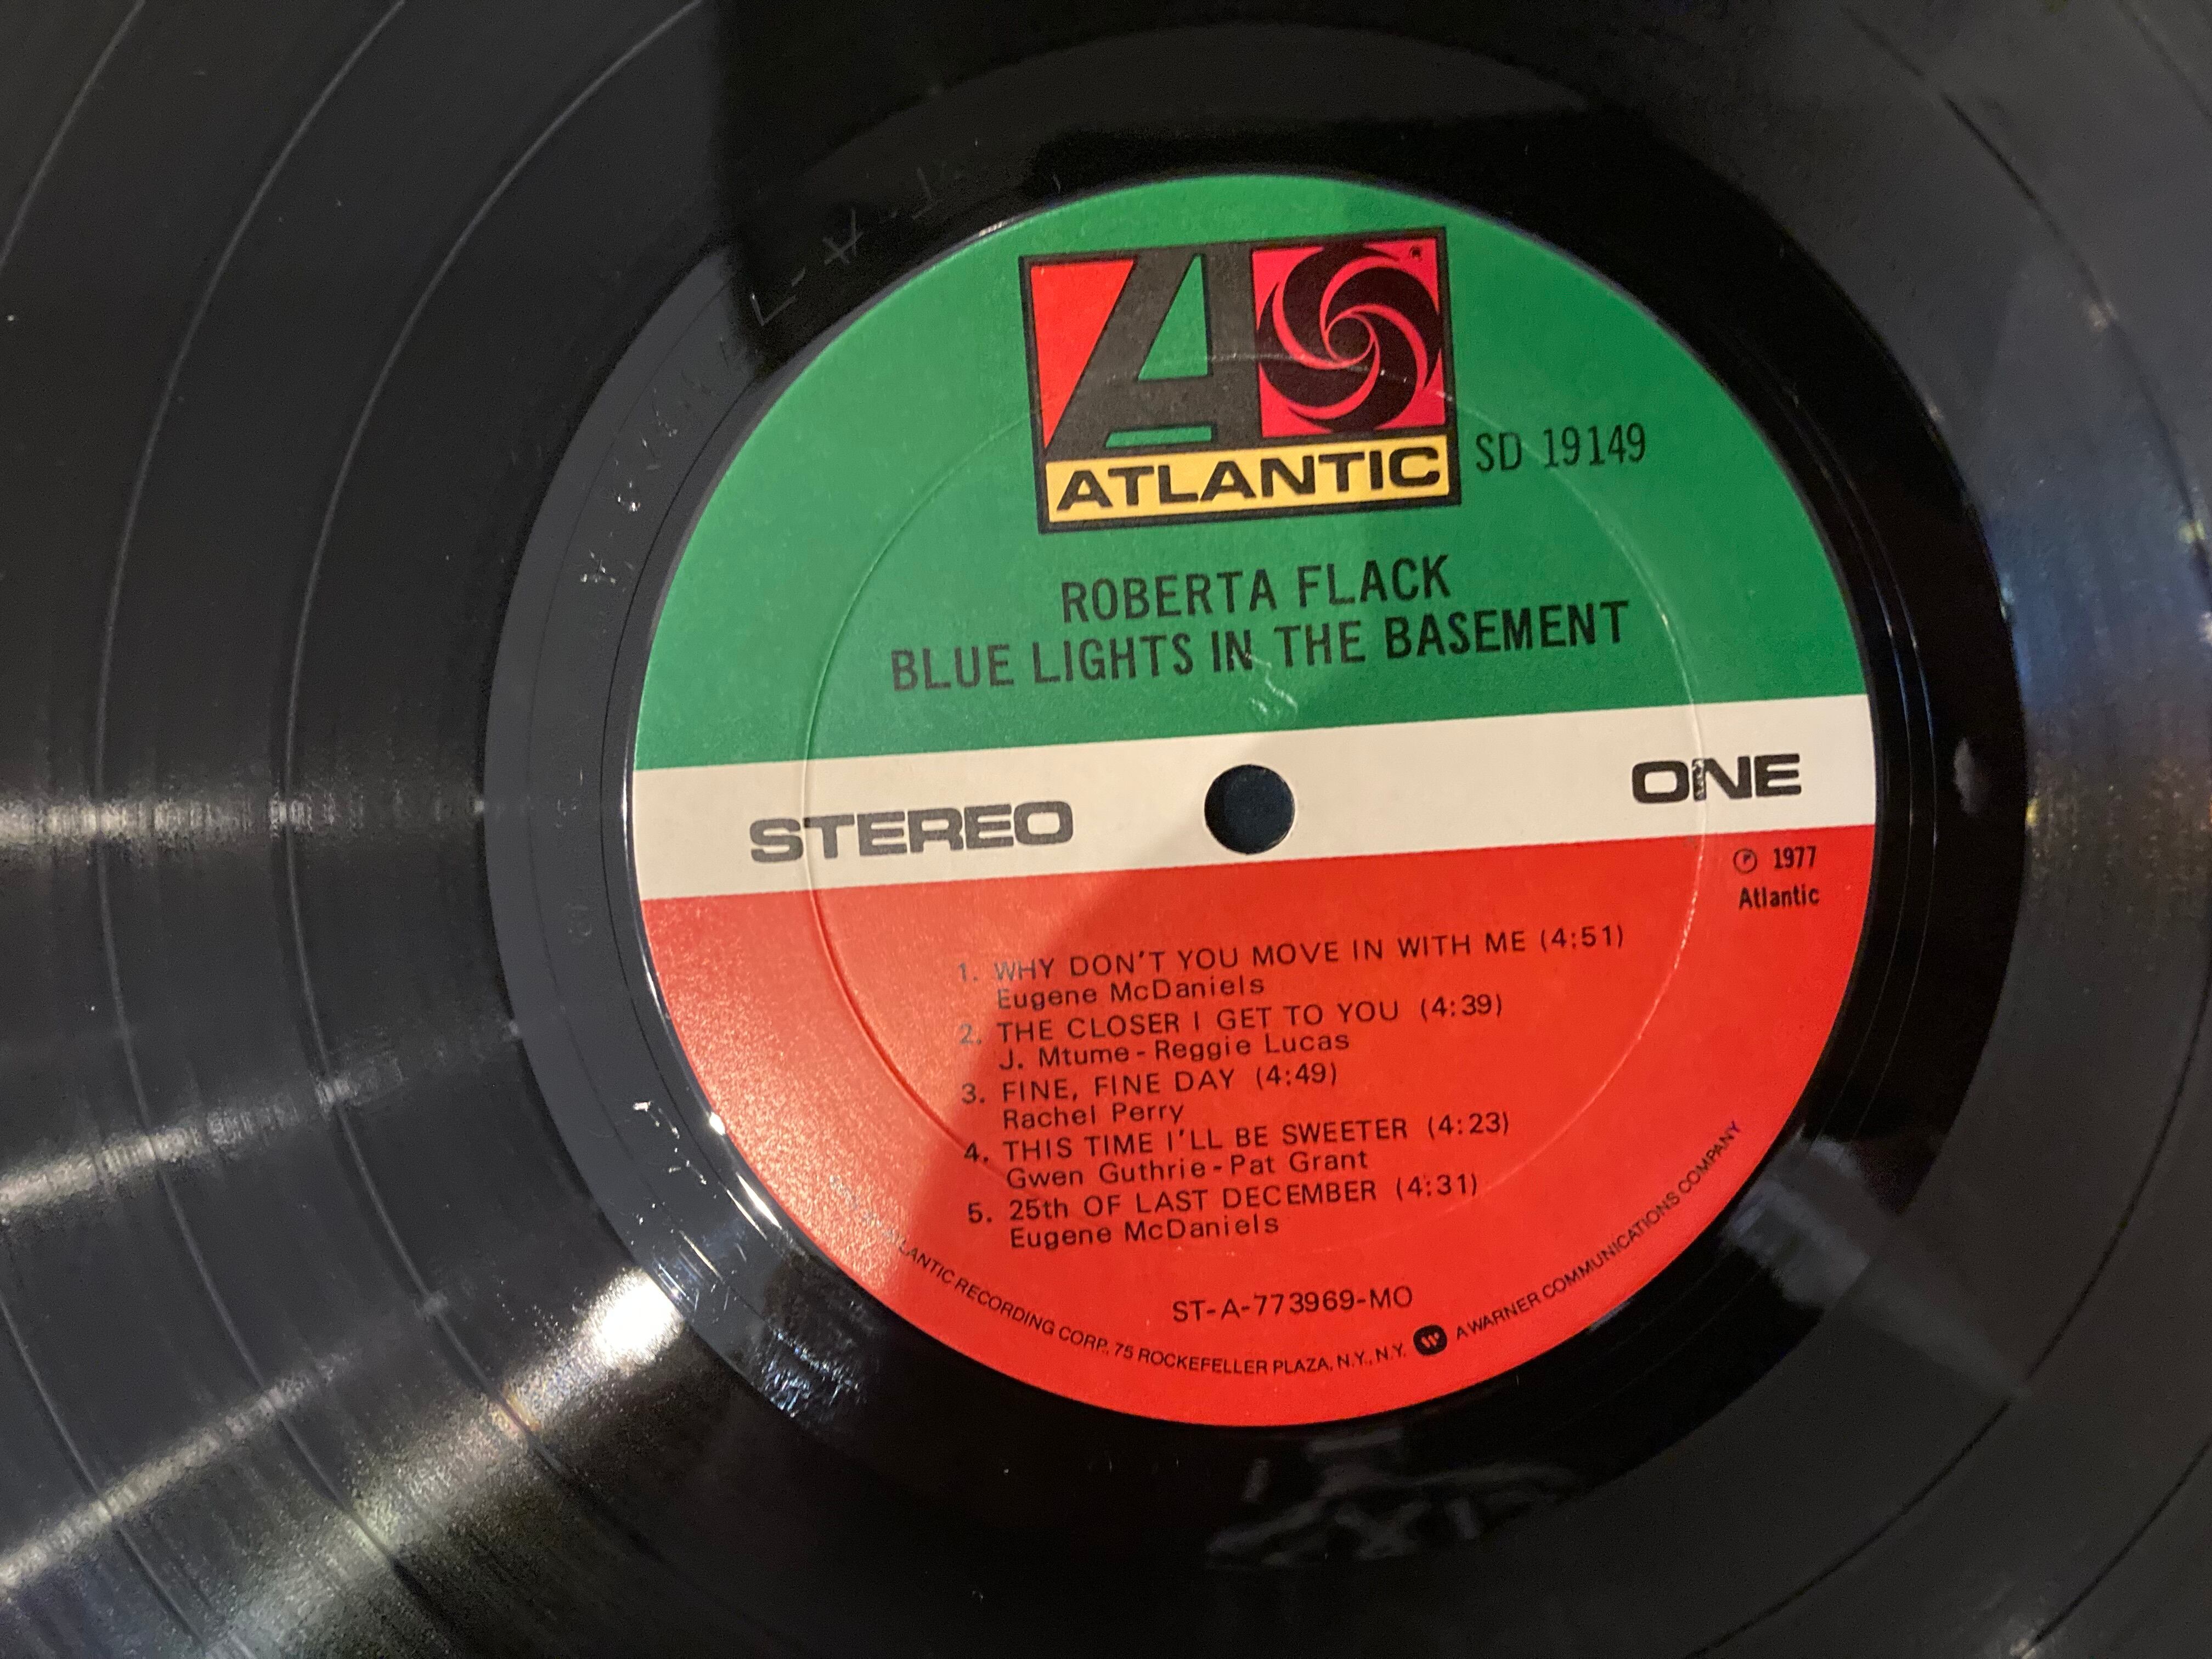 ATLANTIC
SD 19149
ROBERTA FLACK
BLUE LIGHTS IN THE BASEMENT
STEREO
ONE
Ⓟ 1977
Atlantic
1. WHY DON'T YOU MOVE IN WITH ME (4:51)
Eugene McDaniels
2. THE CLOSER I GET TO YOU (4:39)
J. Mtume - Reggie Lucas
3. FINE, FINE DAY (4:49)
Rachel Perry
4. THIS TIME I'LL BE SWEETER (4:23)
Gwen Guthrie - Pat Grant
5. 25th OF LAST DECEMBER (4:31)
Eugene McDaniels
ST-A-773969-MO
ATLANTIC RECORDING CORP., 75 ROCKEFELLER PLAZA, N.Y., N.Y. A WARNER COMMUNICATIONS COMPANY